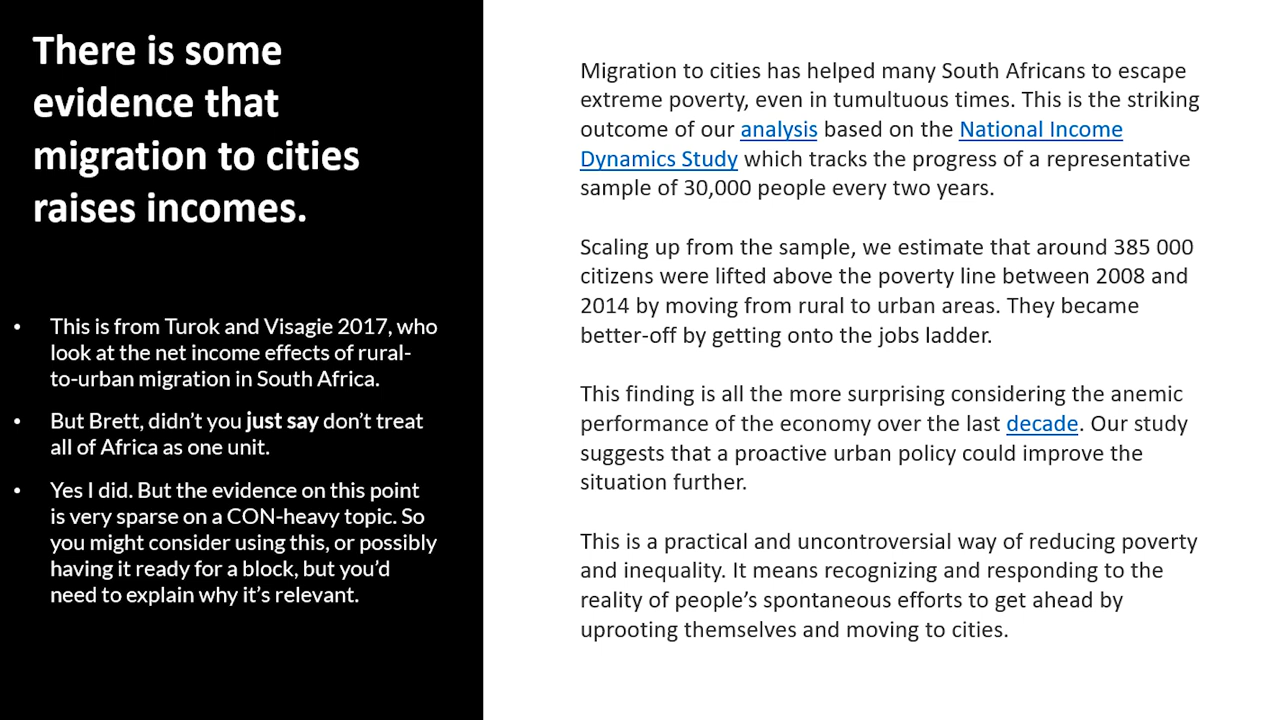 There is some
evidence that
migration to cities
raises incomes.
• This is from Turok and Visagie 2017, who
look at the net income effects of rural-
to-urban migration in South Africa.
• But Brett, didn't you just say don't treat
all of Africa as one unit.
• Yes I did. But the evidence on this point
is very sparse on a CON-heavy topic. So
you might consider using this, or possibly
having it ready for a block, but you'd
need to explain why it's relevant.
Migration to cities has helped many South Africans to escape
extreme poverty, even in tumultuous times. This is the striking
outcome of our analysis based on the National Income
Dynamics Study which tracks the progress of a representative
sample of 30,000 people every two years.
Scaling up from the sample, we estimate that around 385 000
citizens were lifted above the poverty line between 2008 and
2014 by moving from rural to urban areas. They became
better-off by getting onto the jobs ladder.
This finding is all the more surprising considering the anemic
performance of the economy over the last decade. Our study
suggests that a proactive urban policy could improve the
situation further.
This is a practical and uncontroversial way of reducing poverty
and inequality. It means recognizing and responding to the
reality of people's spontaneous efforts to get ahead by
uprooting themselves and moving to cities.